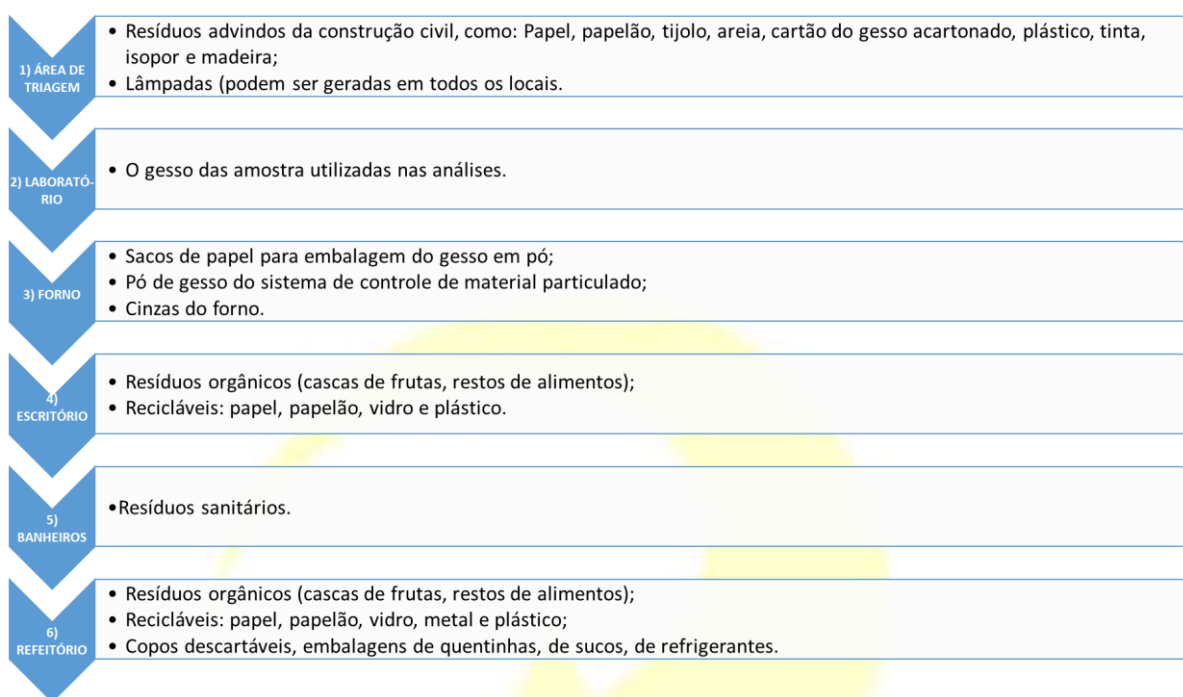 1) ÁREA DE
TRIAGEM
• Resíduos advindos da construção civil, como: Papel, papelão, tijolo, areia, cartão do gesso acartonado, plástico, tinta,
isopor e madeira;
• Lâmpadas (podem ser geradas em todos os locais.
2) LABORATÓ-
RIO
• O gesso das amostra utilizadas nas análises.
3) FORNO
• Sacos de papel para embalagem do gesso em pó;
• Pó de gesso do sistema de controle de material particulado;
• Cinzas do forno.
4)
ESCRITÓRIO
• Resíduos orgânicos (cascas de frutas, restos de alimentos);
• Recicláveis: papel, papelão, vidro e plástico.
5)
BANHEIROS
•Resíduos sanitários.
6)
REFEITÓRIO
• Resíduos orgânicos (cascas de frutas, restos de alimentos);
• Recicláveis: papel, papelão, vidro, metal e plástico;
• Copos descartáveis, embalagens de quentinhas, de sucos, de refrigerantes.